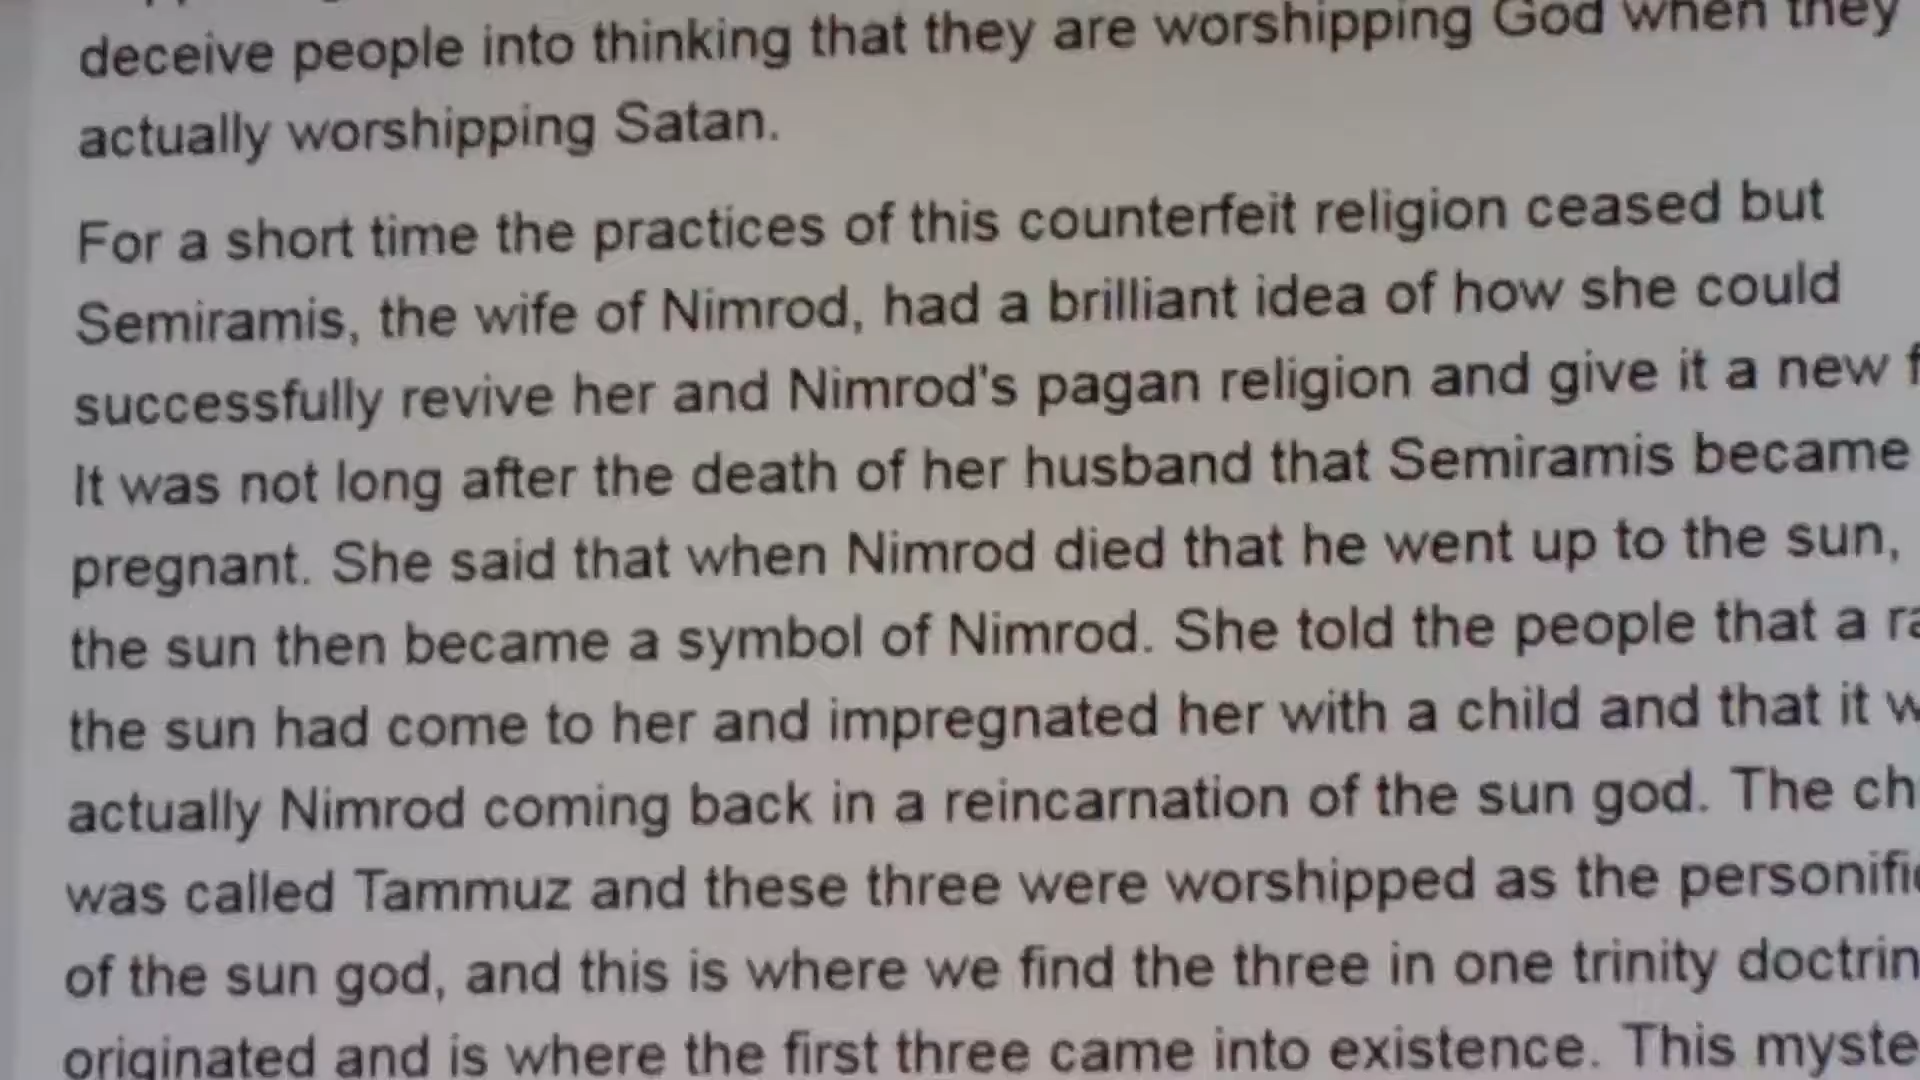 deceive people into thinking that they are worshipping God when they
actually worshipping Satan.
For a short time the practices of this counterfeit religion ceased but
Semiramis, the wife of Nimrod, had a brilliant idea of how she could
successfully revive her and Nimrod's pagan religion and give it a new
It was not long after the death of her husband that Semiramis became
pregnant. She said that when Nimrod died that he went up to the sun,
the sun then became a symbol of Nimrod. She told the people that a
the sun had come to her and impregnated her with a child and that it
actually Nimrod coming back in a reincarnation of the sun god. The
was called Tammuz and these three were worshipped as the
of the sun god, and this is where we find the three in one trinity
originated and is where the first three came into existence. This